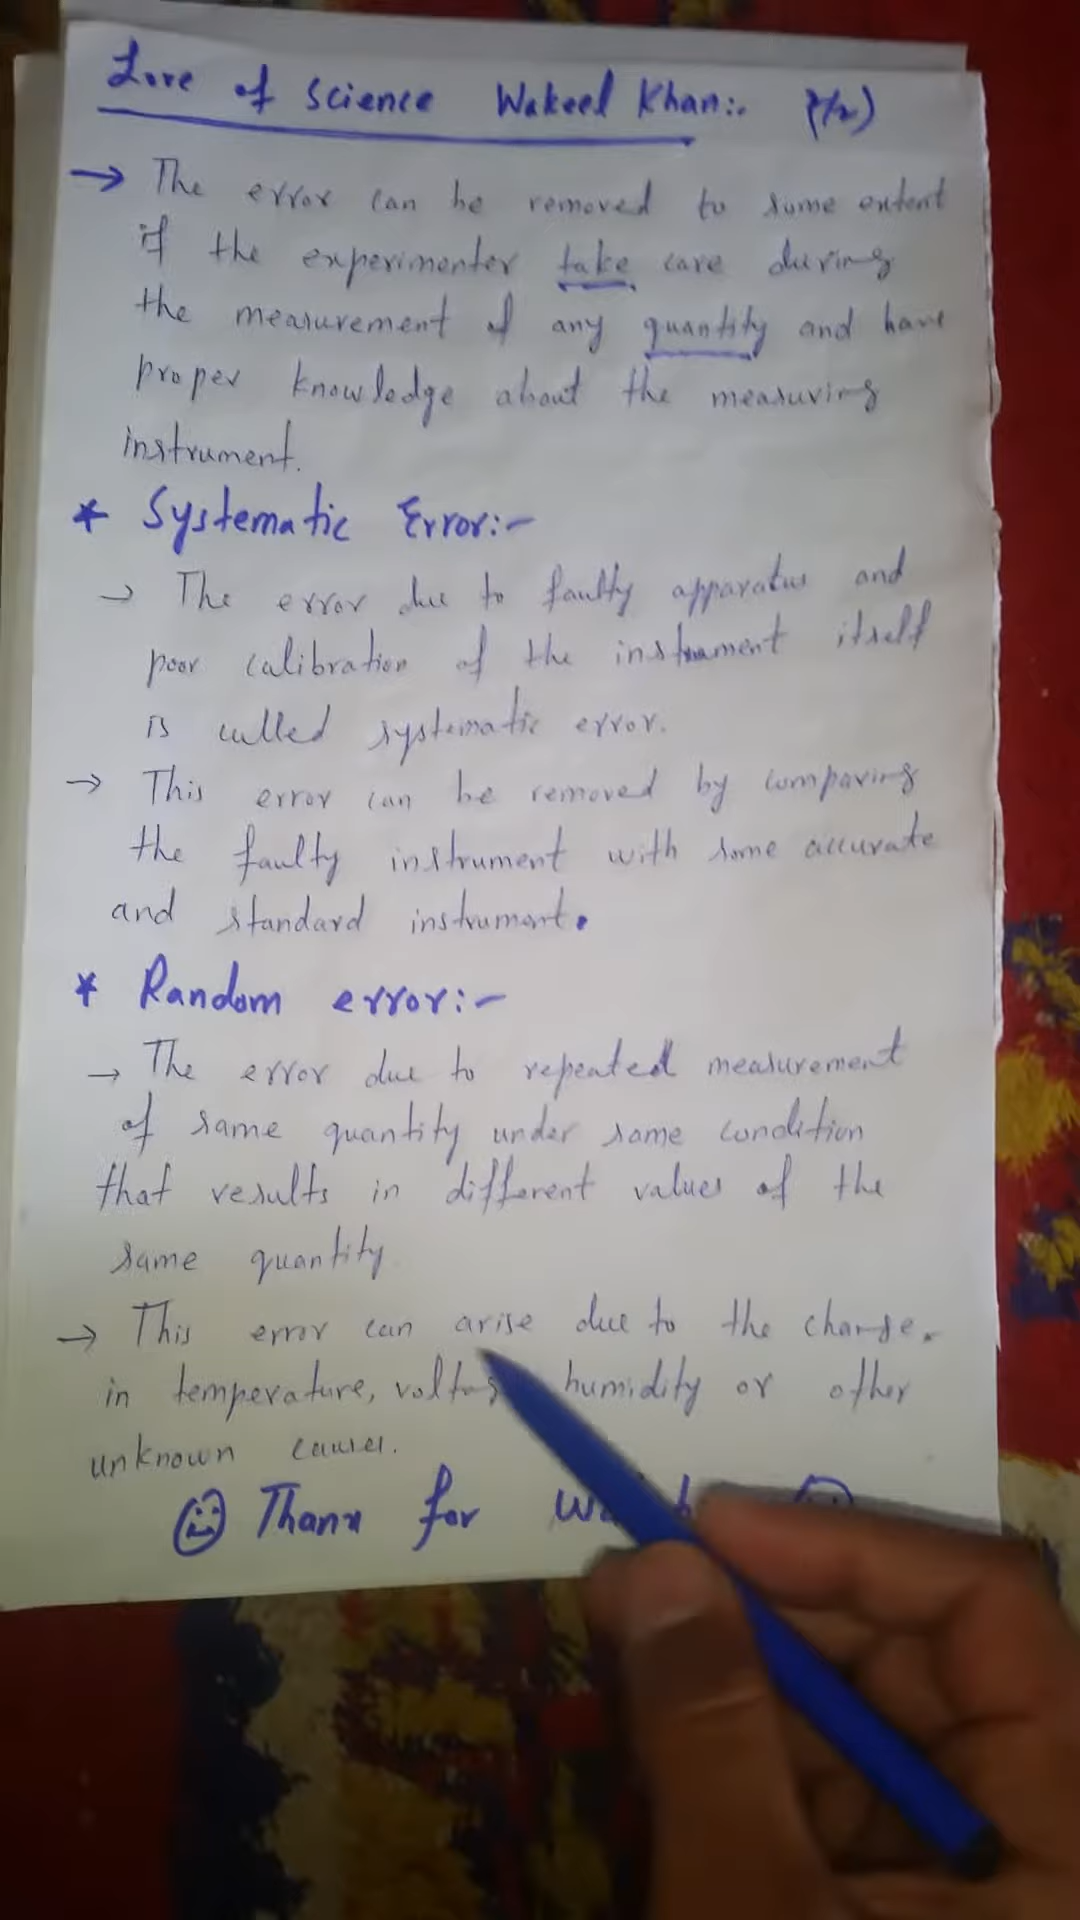 Love of Science Wakeel Khan:.
→ The error can be removed to some extent
if the experimenter take care during
the measurement of any quantity and have
proper knowledge about the measuring
instrument.
* Systematic Error:-
→ The error due to faulty apparatus and
poor calibration of the instrument itself
is called systematic error.
→ This error can be removed by comparing
the faulty instrument with some accurate
and standard instrument.
* Random error:-
→ The error due to repeated measurement
of same quantity under same condition
that results in different values of the
same quantity.
→ This error can arise due to the change.
in temperature, humidity or other
unknown causes.
Thanx for